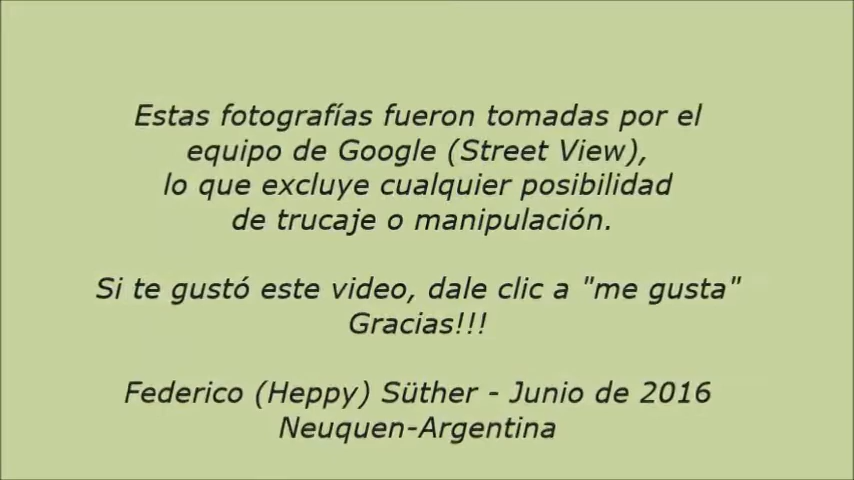 Estas fotografías fueron tomadas por el
equipo de Google (Street View),
lo que excluye cualquier posibilidad
de trucaje o manipulación.
Si te gustó este video, dale clic a "me gusta"
Gracias!!!
Federico (Heppy) Süther - Junio de 2016
Neuquen-Argentina